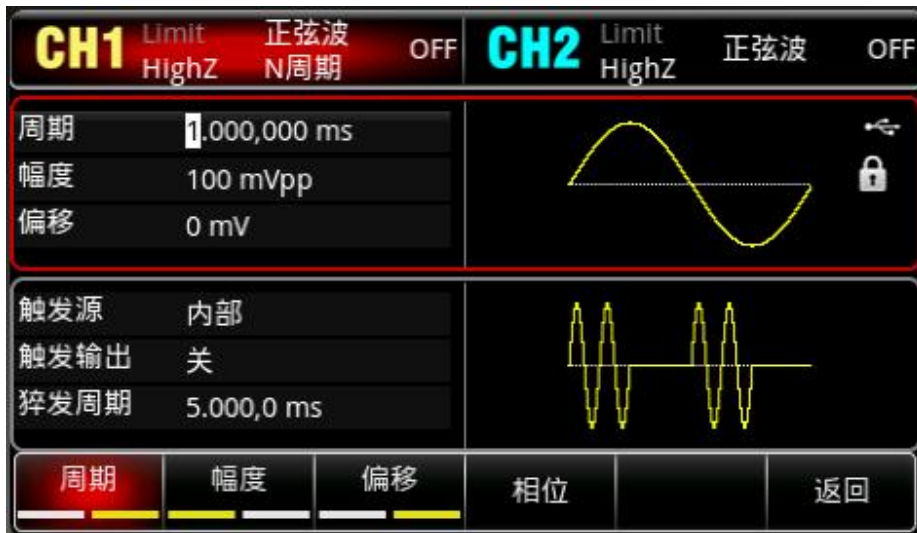 CH1 Limit 正弦波 OFF CH2 Limit 正弦波 OFF
HighZ N周期 HighZ
周期 1.000,000 ms
幅度 100 mVpp
偏移 0 mV
触发源 内部
触发输出 关
猝发周期 5.000,0 ms
周期 幅度 偏移 相位 返回